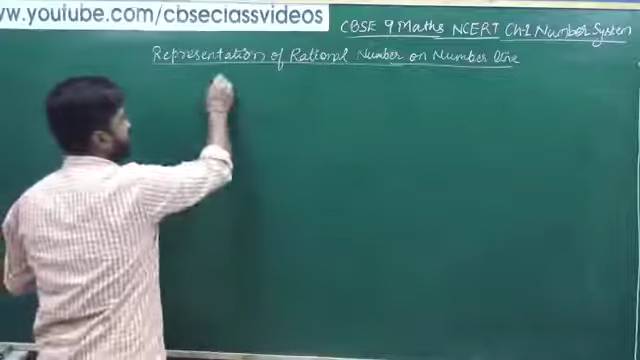 www.youtube.com/cbseclassvideos
CBSE 9 Maths NCERT Ch-1 Number System
Representation of Rational Number on Number line